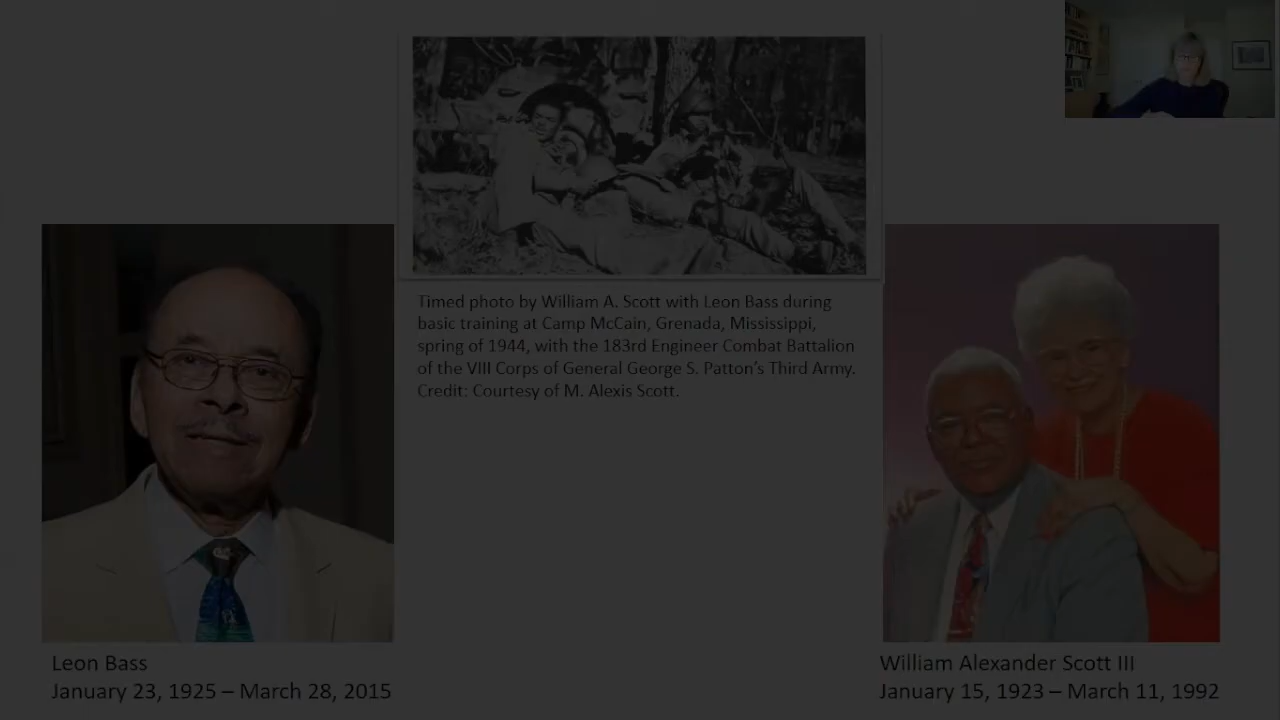 Timed photo by William A. Scott with Leon Bass during
basic training at Camp McCain, Grenada, Mississippi,
spring of 1944, with the 183rd Engineer Combat Battalion
of the VIII Corps of General George S. Patton’s Third Army.
Credit: Courtesy of M. Alexis Scott.
Leon Bass
January 23, 1925 – March 28, 2015
William Alexander Scott III
January 15, 1923 – March 11, 1992